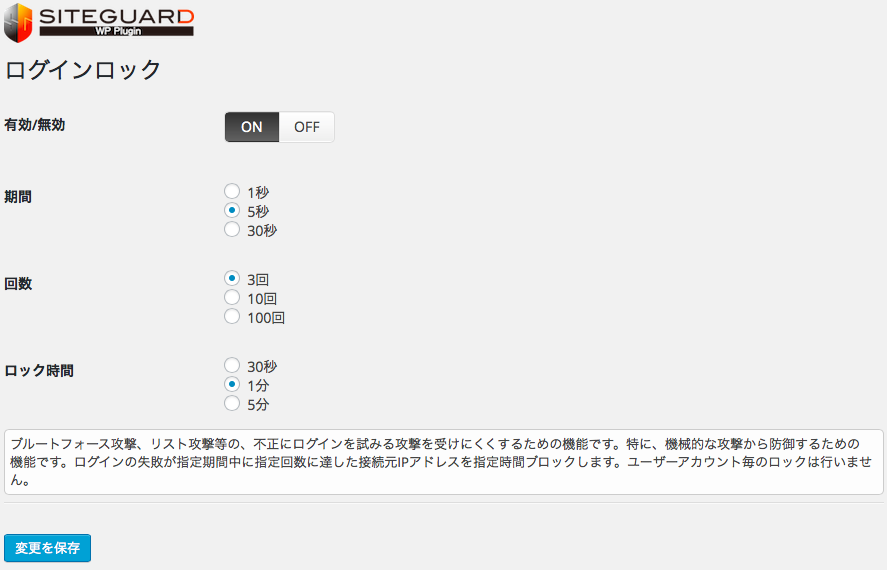 SITEGUARD
WP Plugin
ログインロック
有効/無効
ON OFF
期間
1秒
5秒
30秒
回数
3回
10回
100回
ロック時間
30秒
1分
5分
ブルートフォース攻撃、リスト攻撃等の、不正にログインを試みる攻撃を受けにくくするための機能です。特に、機械的な攻撃から防御するための
機能です。ログインの失敗が指定期間中に指定回数に達した接続元IPアドレスを指定時間ブロックします。ユーザーアカウント毎のロックは行いませ
ん。
変更を保存